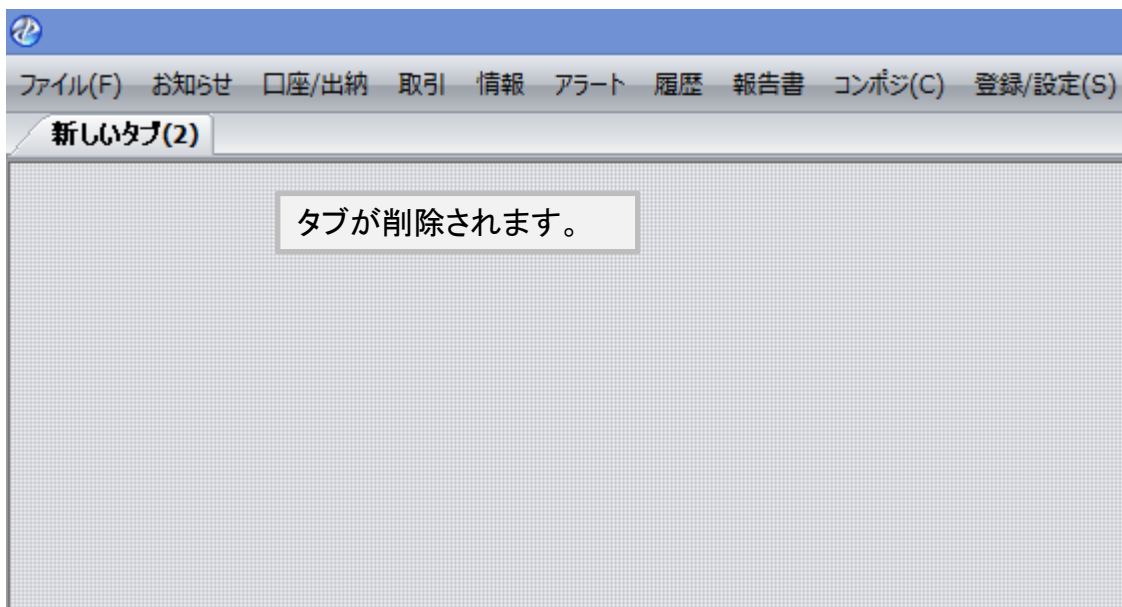 ファイル(F) お知らせ 口座/出納 取引 情報 アラート 履歴 報告書 コンポジ(C) 登録/設定(S)
新しいタブ(2)
タブが削除されます。